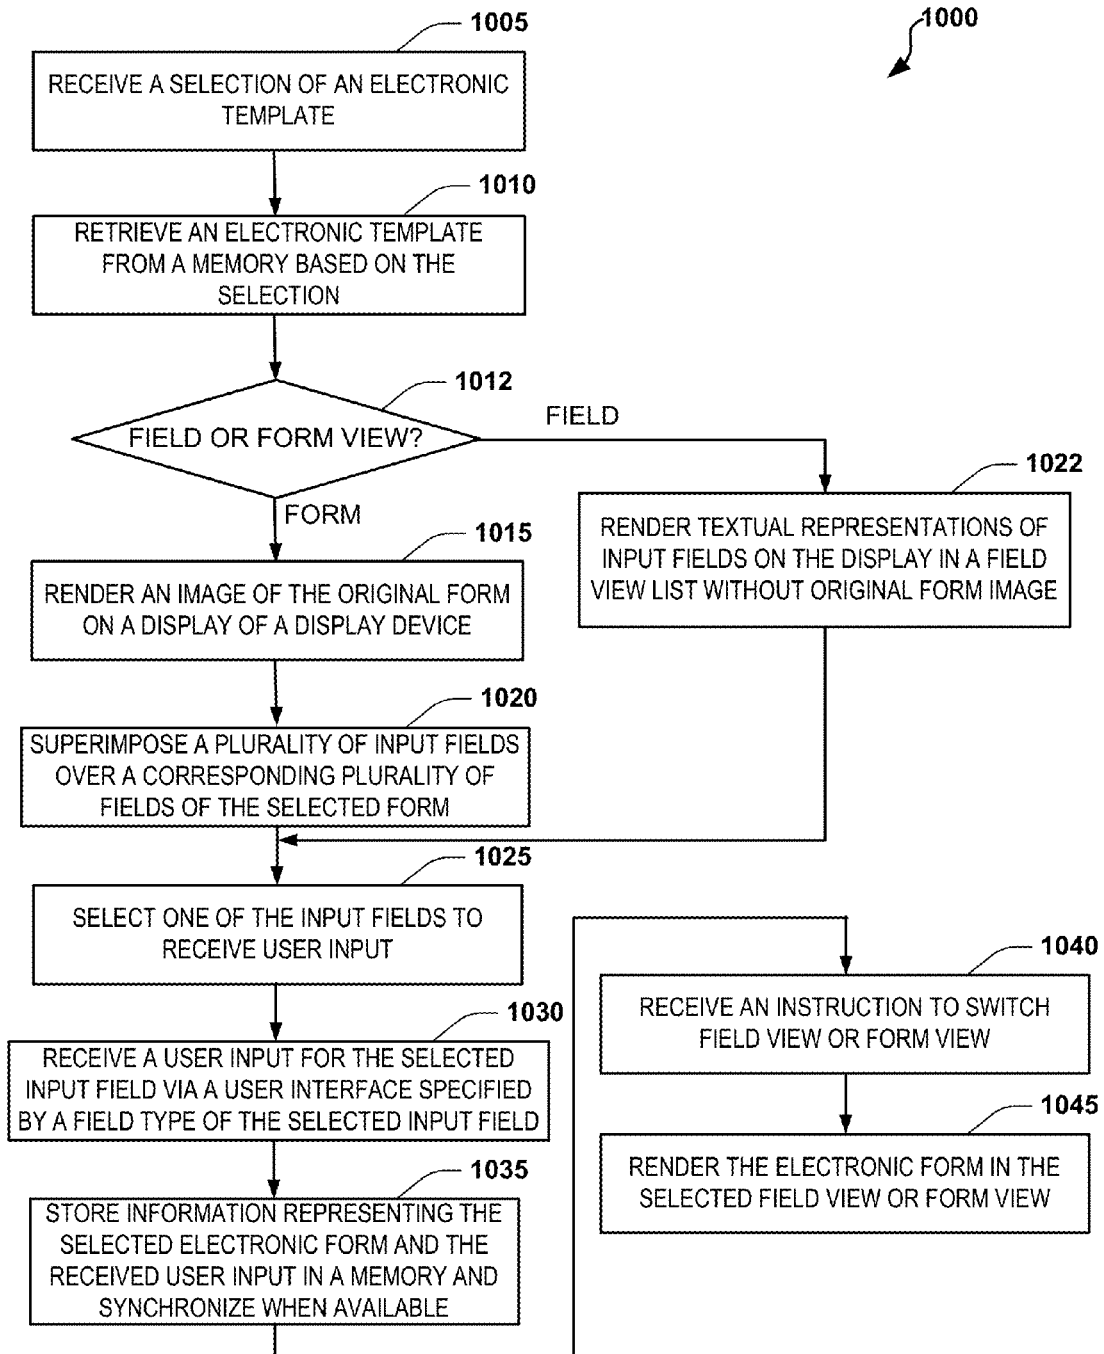 1000
1005
RECEIVE A SELECTION OF AN ELECTRONIC
TEMPLATE
1010
RETRIEVE AN ELECTRONIC TEMPLATE
FROM A MEMORY BASED ON THE
SELECTION
1012
FIELD OR FORM VIEW?
FIELD
FORM
1022
RENDER TEXTUAL REPRESENTATIONS OF
INPUT FIELDS ON THE DISPLAY IN A FIELD
VIEW LIST WITHOUT ORIGINAL FORM IMAGE
1015
RENDER AN IMAGE OF THE ORIGINAL FORM
ON A DISPLAY OF A DISPLAY DEVICE
1020
SUPERIMPOSE A PLURALITY OF INPUT FIELDS
OVER A CORRESPONDING PLURALITY OF
FIELDS OF THE SELECTED FORM
1025
SELECT ONE OF THE INPUT FIELDS TO
RECEIVE USER INPUT
1030
RECEIVE A USER INPUT FOR THE SELECTED
INPUT FIELD VIA A USER INTERFACE SPECIFIED
BY A FIELD TYPE OF THE SELECTED INPUT FIELD
1035
STORE INFORMATION REPRESENTING THE
SELECTED ELECTRONIC FORM AND THE
RECEIVED USER INPUT IN A MEMORY AND
SYNCHRONIZE WHEN AVAILABLE
1040
RECEIVE AN INSTRUCTION TO SWITCH
FIELD VIEW OR FORM VIEW
1045
RENDER THE ELECTRONIC FORM IN THE
SELECTED FIELD VIEW OR FORM VIEW